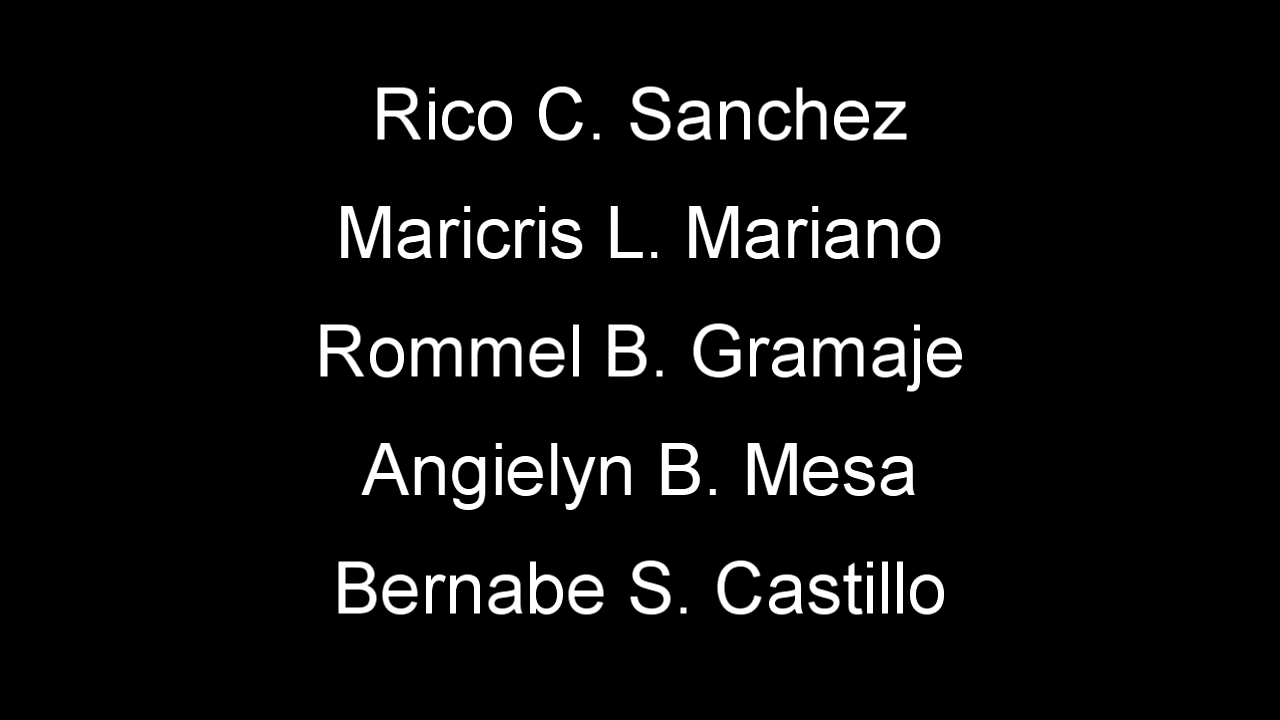 Rico C. Sanchez
Maricris L. Mariano
Rommel B. Gramaje
Angielyn B. Mesa
Bernabe S. Castillo